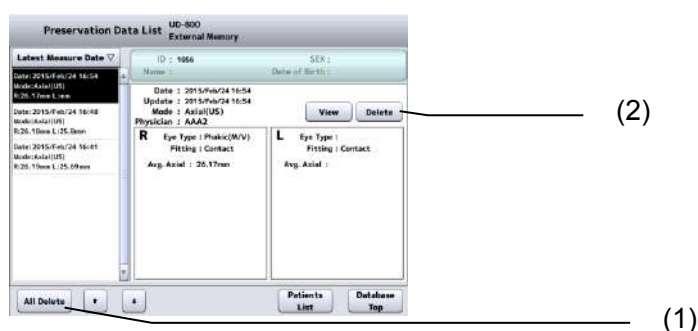 Preservation Data List
UD-800
External Memory
Latest Measure Date ▽
Date: 2015/Feb/24 16:54
Mode:Axial(US)
R:26.17mm L:mm
Date: 2015/Feb/24 16:48
Mode:Axial(US)
R:26.18mm L:25.8mm
Date: 2015/Feb/24 16:41
Mode:Axial(US)
R:26.19mm L:25.69mm
ID : 1056
SEX :
Name :
Date of Birth :
Date : 2015/Feb/24 16:54
Update : 2015/Feb/24 16:54
Mode : Axial(US)
Physician : AAA2
View
Delete
(2)
R Eye Type : Phakic(M/V)
Fitting : Contact
Avg. Axial : 26.17mm
L Eye Type :
Fitting : Contact
Avg. Axial :
All Delete
Patients
List
Database
Top
(1)